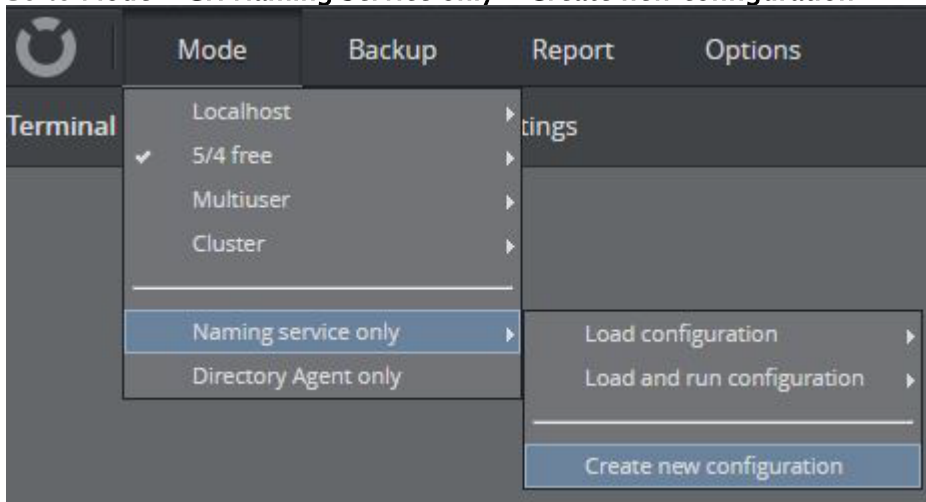 Mode Backup Report Options
Terminal tings
Localhost
✔ 5/4 free
Multiuser
Cluster
Naming service only
Directory Agent only
Load configuration
Load and run configuration
Create new configuration